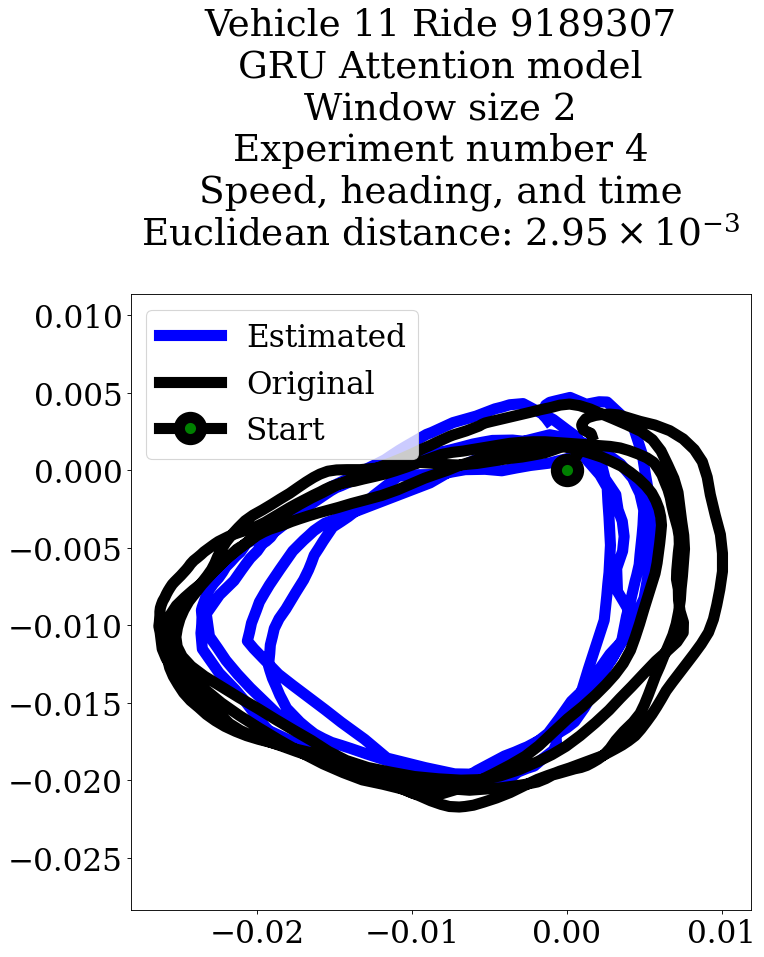 Vehicle 11 Ride 9189307
GRU Attention model
Window size 2
Experiment number 4
Speed, heading, and time
Euclidean distance: 2.95 × 10⁻³
0.010
Estimated
0.005
Original
Start
0.000
−0.005
−0.010
−0.015
−0.020
−0.025
−0.02
−0.01
0.00
0.01